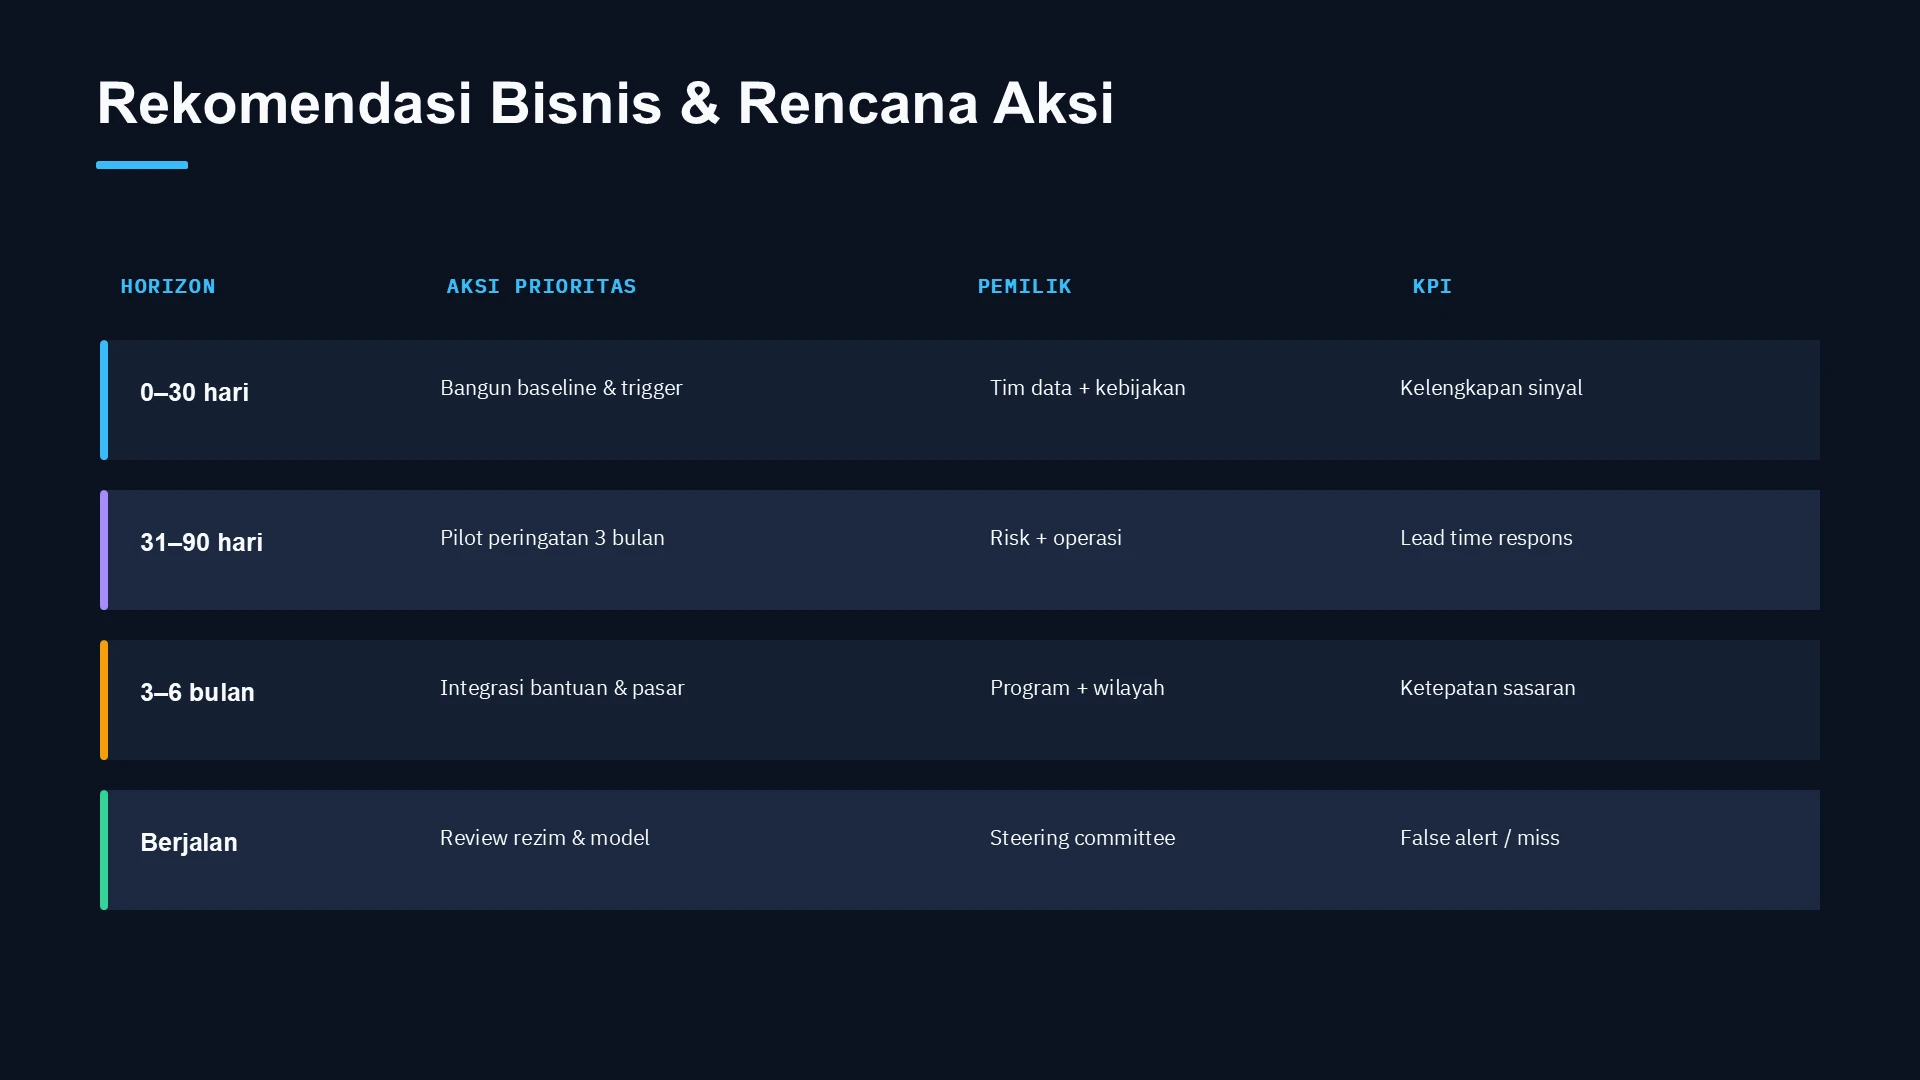 Rekomendasi Bisnis & Rencana Aksi
HORIZON AKSI PRIORITAS PEMILIK KPI
0–30 hari Bangun baseline & trigger Tim data + kebijakan Kelengkapan sinyal
31–90 hari Pilot peringatan 3 bulan Risk + operasi Lead time respons
3–6 bulan Integrasi bantuan & pasar Program + wilayah Ketepatan sasaran
Berjalan Review rezim & model Steering committee False alert / miss